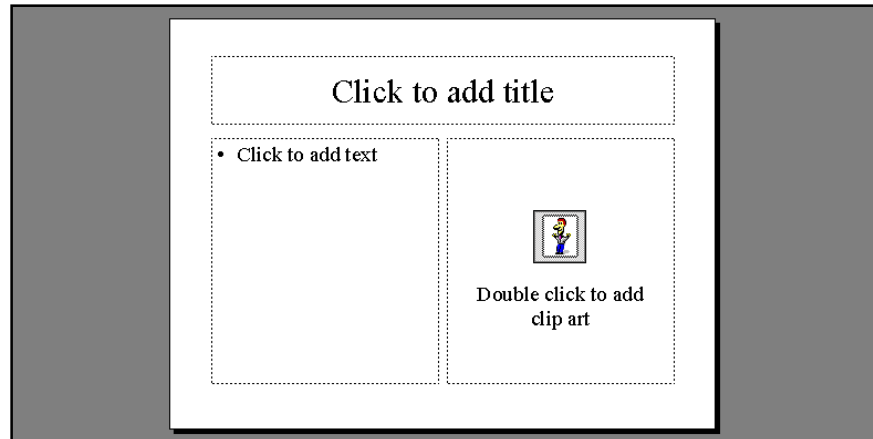 Click to add title
• Click to add text
Double click to add
clip art